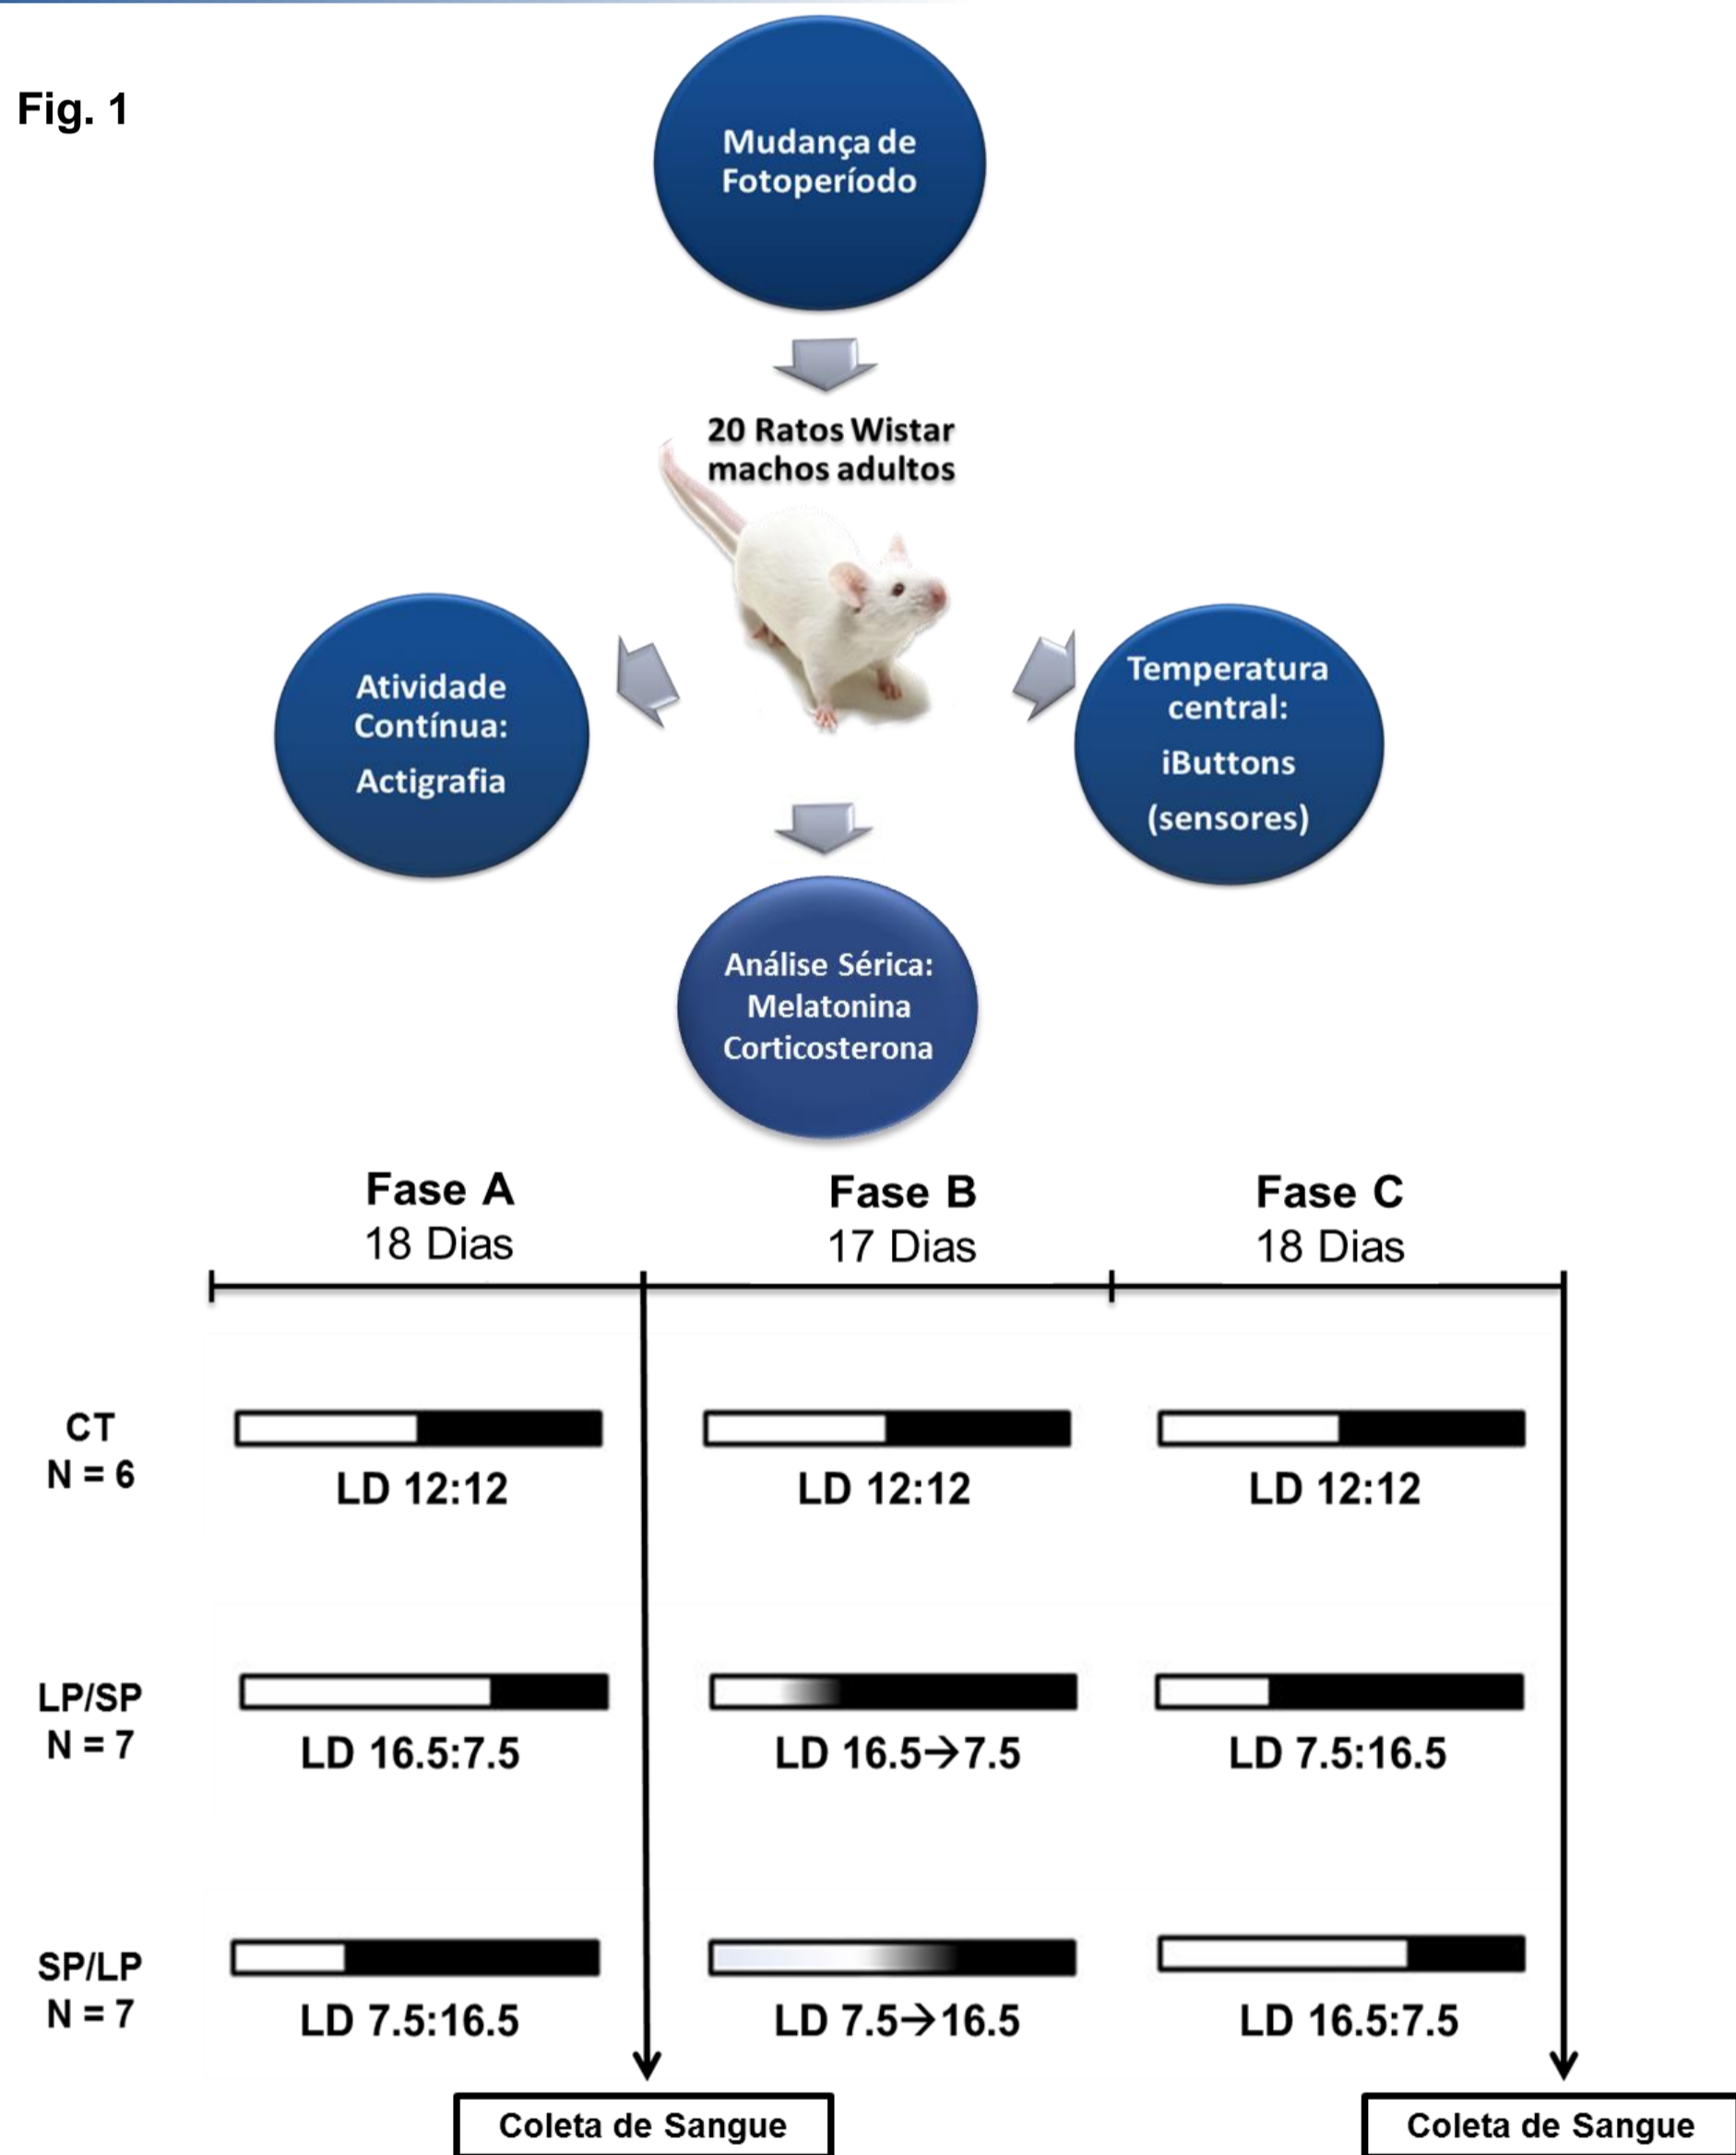 Fig. 1
Mudança de
Fotoperíodo
20 Ratos Wistar
machos adultos
Atividade
Contínua:
Actigrafia
Temperatura
central:
iButtons
(sensores)
Análise Sérica:
Melatonina
Corticosterona
Fase A
18 Dias
Fase B
17 Dias
Fase C
18 Dias
CT
N = 6
LD 12:12
LD 12:12
LD 12:12
LP/SP
N = 7
LD 16.5:7.5
LD 16.5→7.5
LD 7.5:16.5
SP/LP
N = 7
LD 7.5:16.5
LD 7.5→16.5
LD 16.5:7.5
Coleta de Sangue
Coleta de Sangue